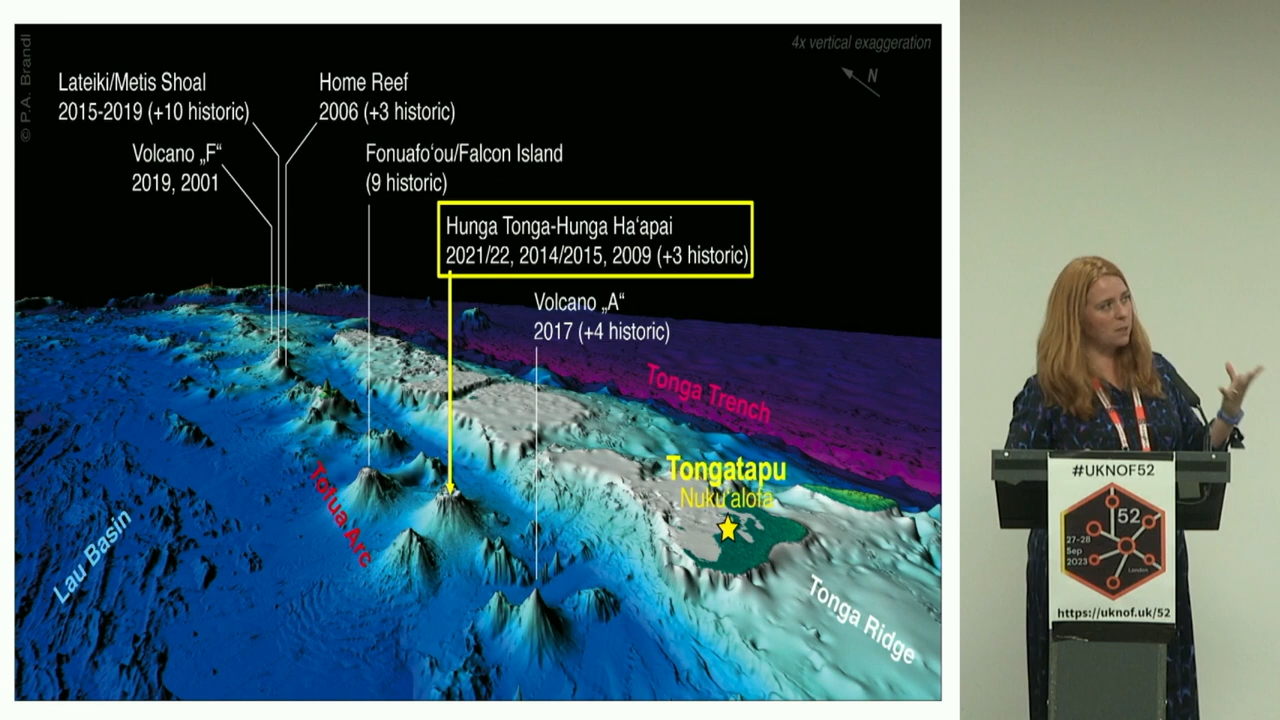 © P.A. Brandl
4x vertical exaggeration
N
Lateiki/Metis Shoal
2015-2019 (+10 historic)
Home Reef
2006 (+3 historic)
Volcano „F“
2019, 2001
Fonuafo‘ou/Falcon Island
(9 historic)
Hunga Tonga-Hunga Ha‘apai
2021/22, 2014/2015, 2009 (+3 historic)
Volcano „A“
2017 (+4 historic)
Tonga Trench
Tongatapu
Nuku‘alofa
Tofua Arc
Lau Basin
Tonga Ridge
#UKNOF52
52
27-28
Sep
2023
London
https://uknof.uk/52